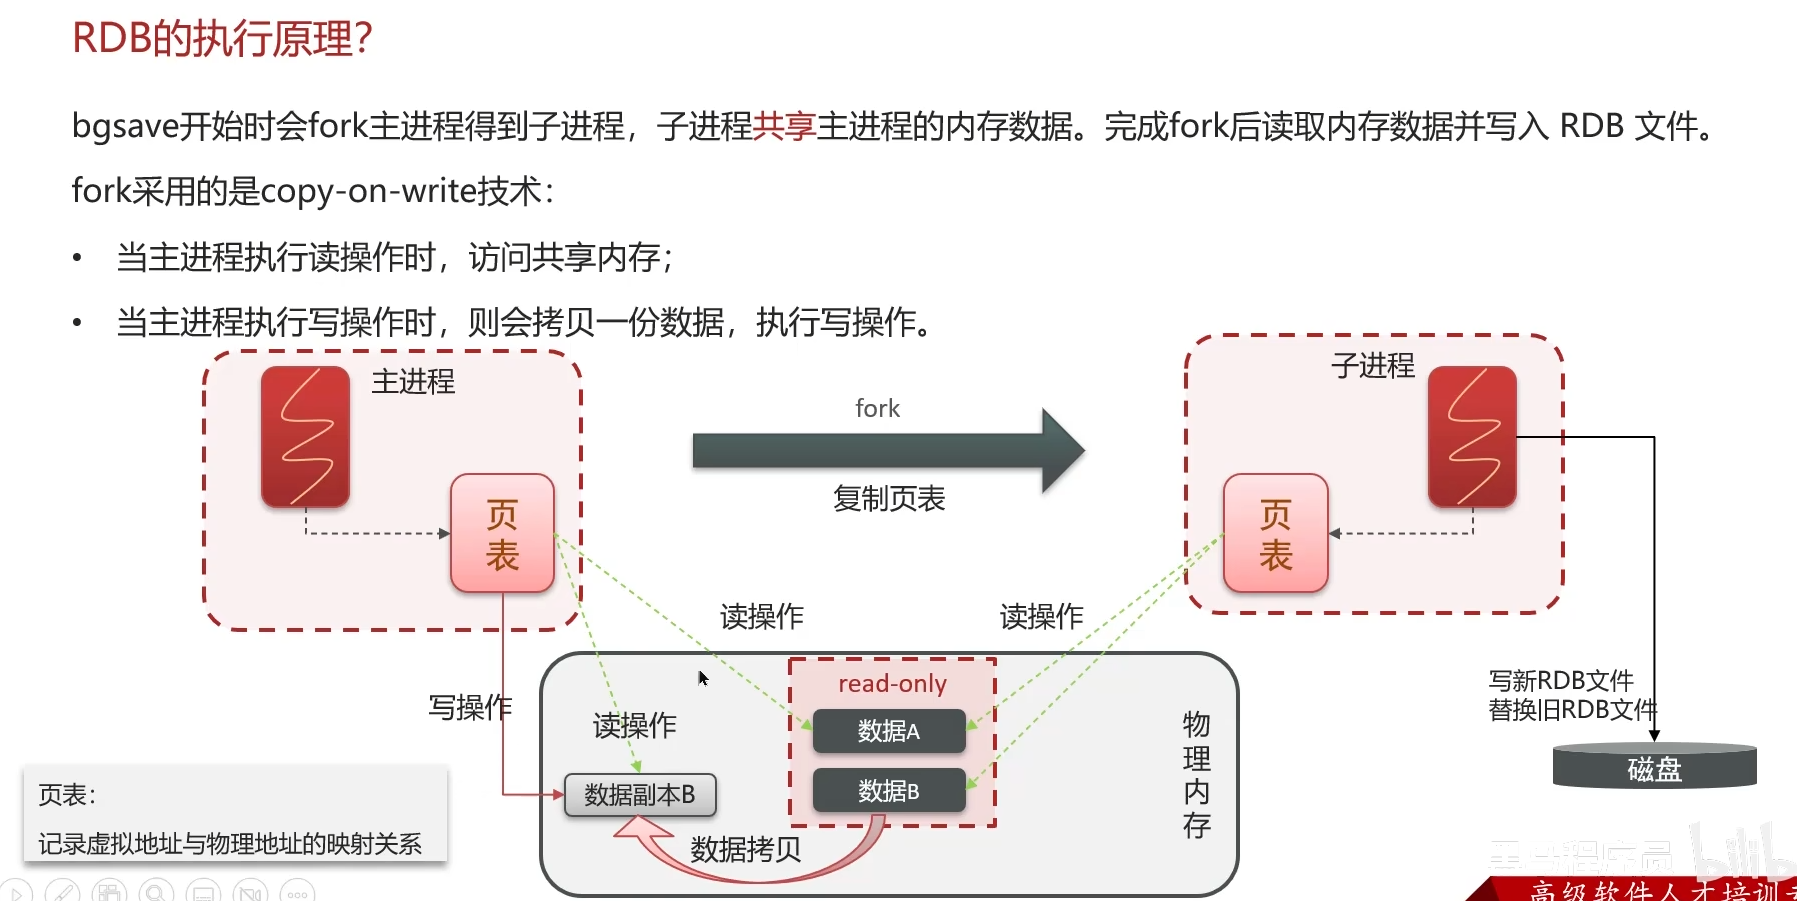 RDB的执行原理?
bgsave开始时会fork主进程得到子进程，子进程共享主进程的内存数据。完成fork后读取内存数据并写入 RDB 文件。
fork采用的是copy-on-write技术：
• 当主进程执行读操作时，访问共享内存；
• 当主进程执行写操作时，则会拷贝一份数据，执行写操作。
主进程
子进程
fork
复制页表
页
表
页
表
读操作
读操作
写操作
读操作
read-only
数据A
数据B
数据副本B
数据拷贝
物
理
内
存
写新RDB文件
替换旧RDB文件
磁盘
页表：
记录虚拟地址与物理地址的映射关系
程序员
bilib
高级软件人才培训